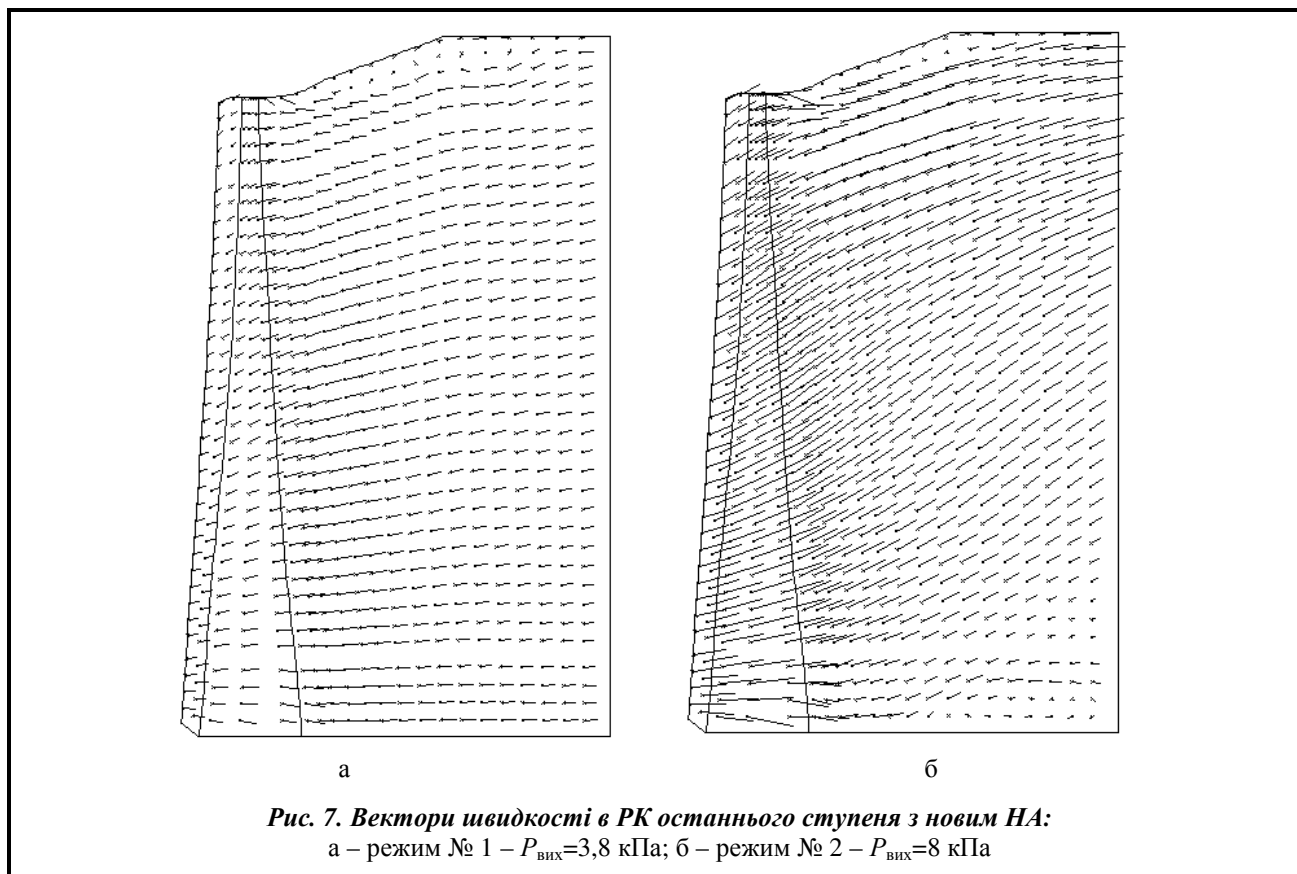 а
б
Рис. 7. Вектори швидкості в РК останнього ступеня з новим НА:
а – режим № 1 – Pвих=3,8 кПа; б – режим № 2 – Pвих=8 кПа